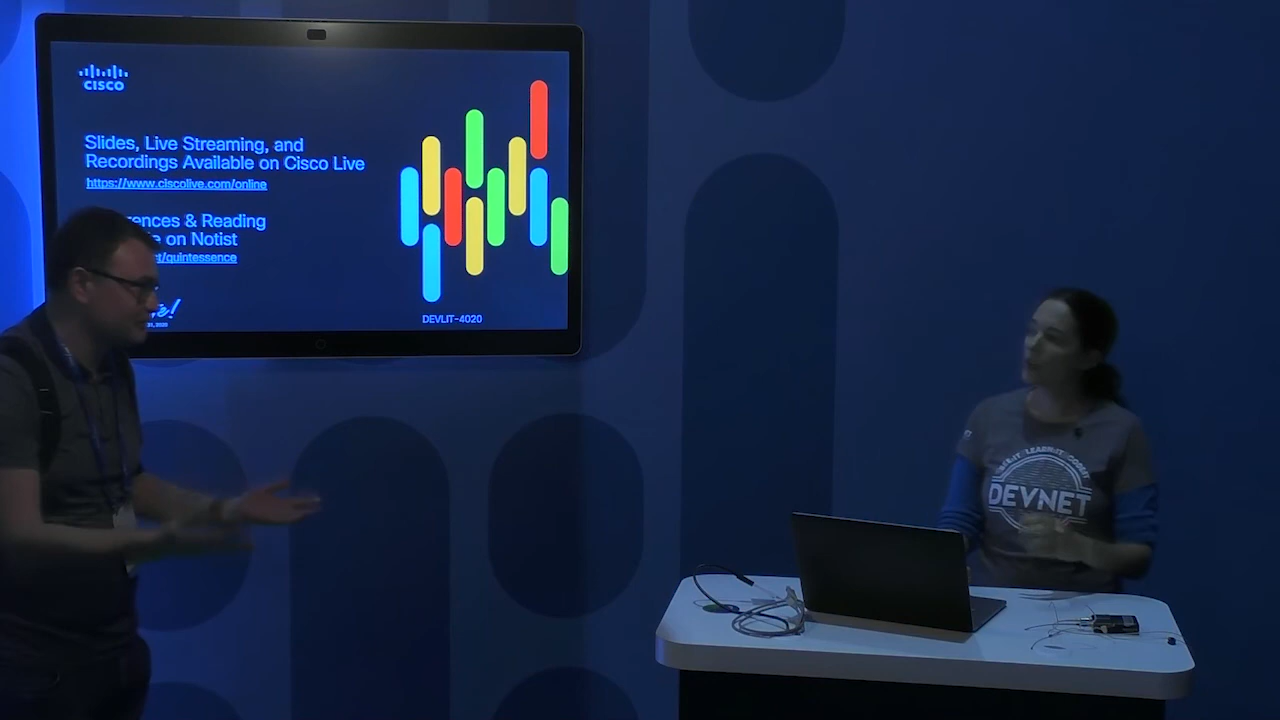 CISCO
Slides, Live Streaming, and
Recordings Available on Cisco Live
https://www.ciscolive.com/online
& Reading
on Notist
/quintessence
DEVLIT-4020
DEVNET